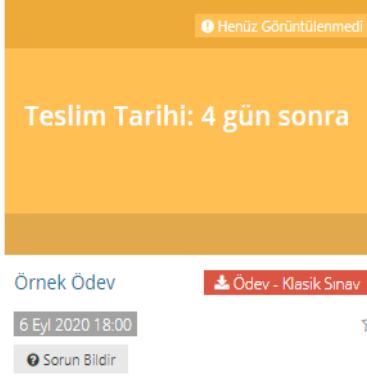 Henüz Görüntülenmedi
Teslim Tarihi: 4 gün sonra
Örnek Ödev
Ödev - Klasik Sınav
6 Eyl 2020 18:00
Sorun Bildir